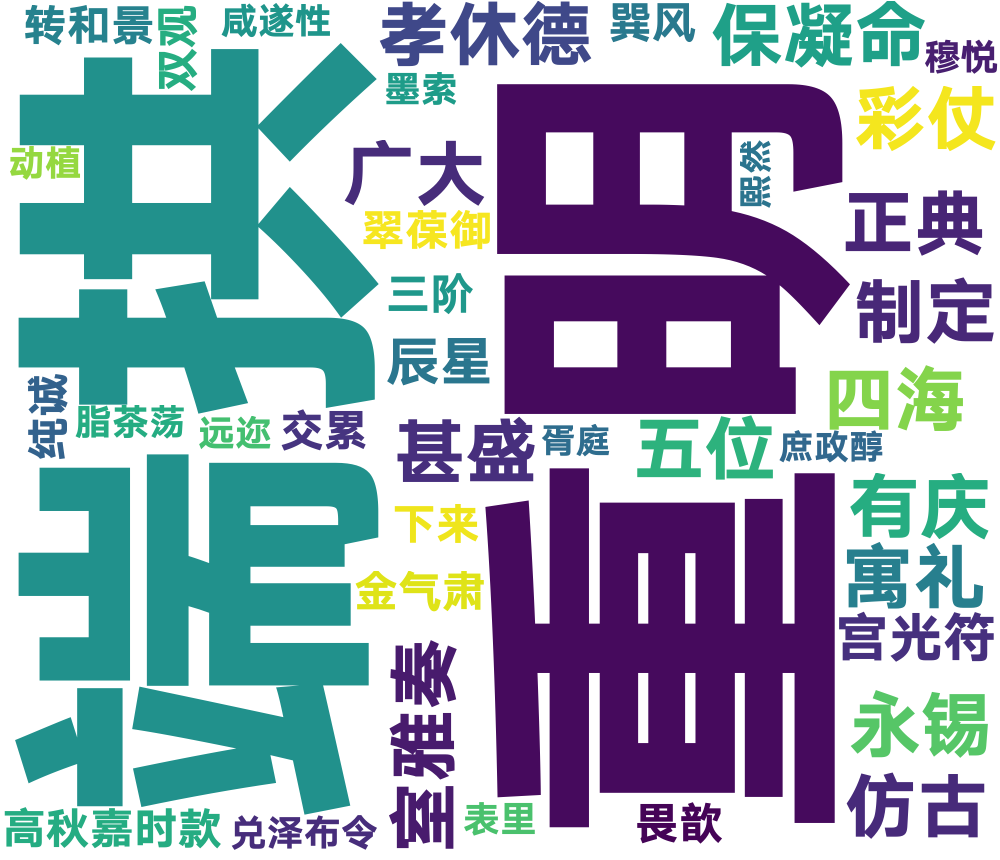 转和景
双观
咸遂性
孝休德
巽风
保凝命
穆悦
墨索
彩仗
动植
广大
熙然
翠葆御
正典
三阶
制定
辰星
端拱
重明
纯诚
脂茶荡
远迩
交累
甚盛
胥庭
五位
庶政醇
四海
下来
有庆
金气肃
寓礼
宫光符
室雅奏
永锡
高秋嘉时款
兑泽布令
表里
畏歆
仿古